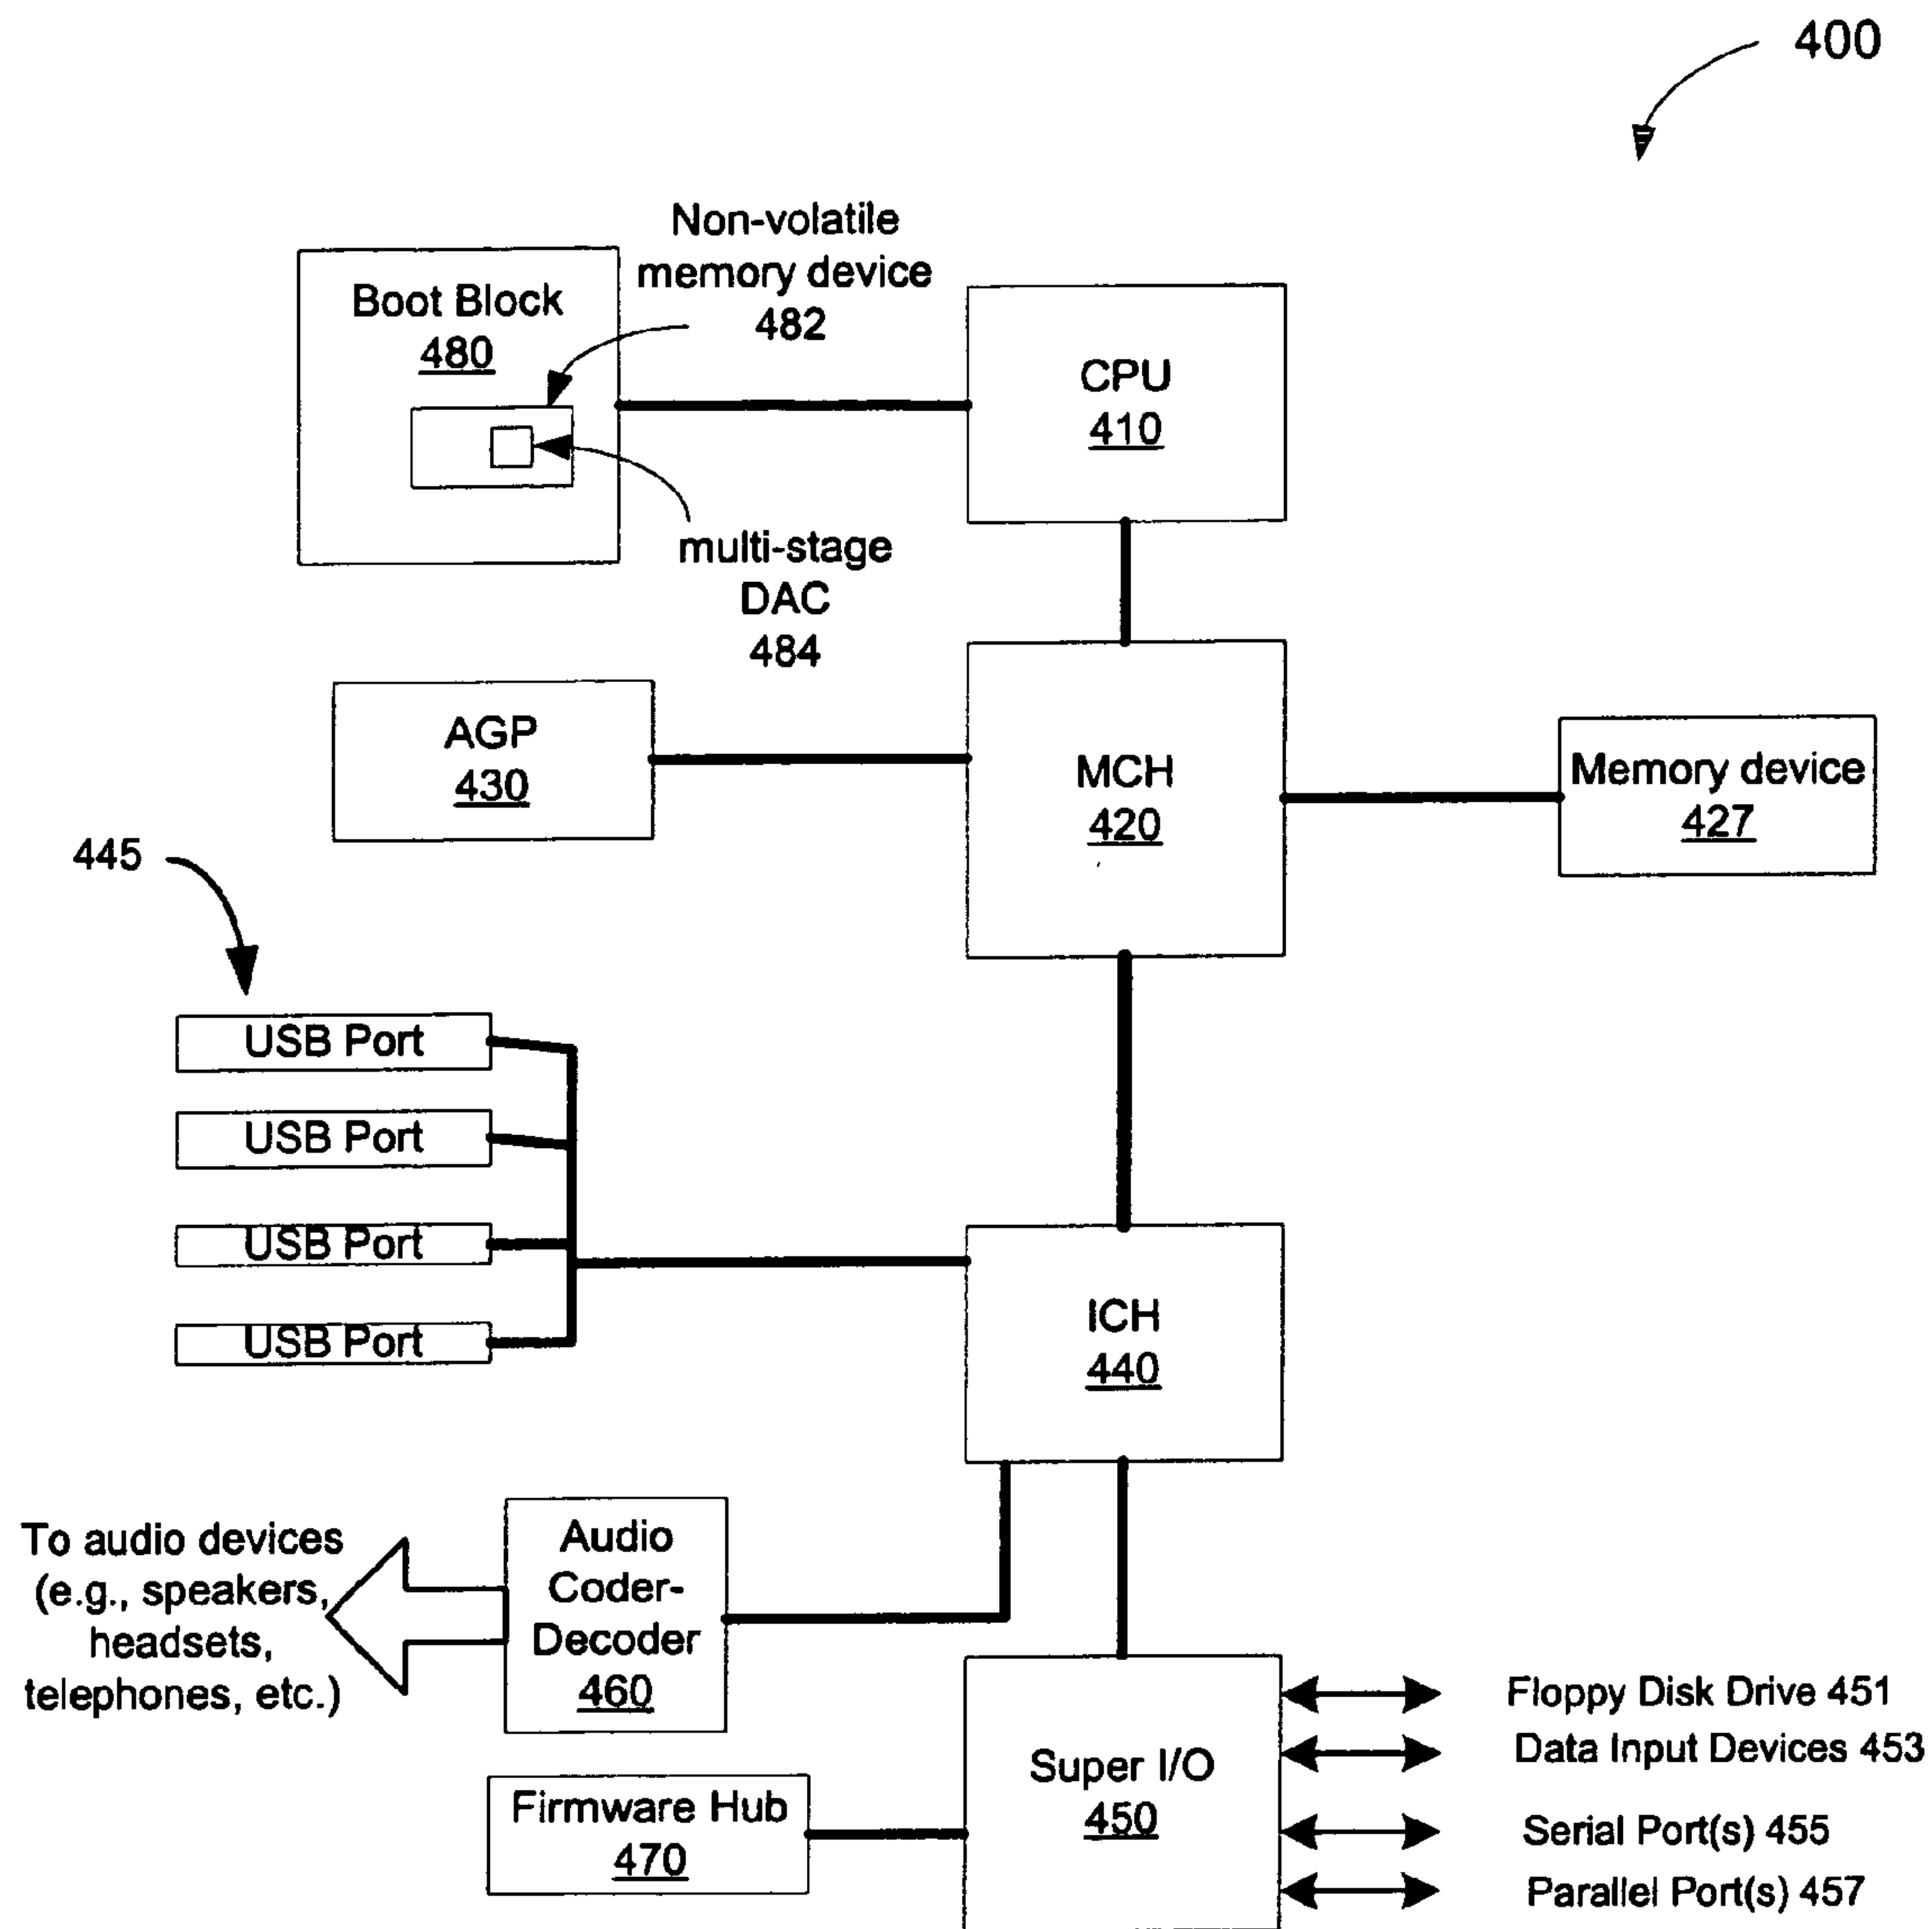 400
Non-volatile
memory device
482
Boot Block
480
CPU
410
multi-stage
DAC
484
AGP
430
MCH
420
Memory device
427
445
USB Port
USB Port
USB Port
USB Port
ICH
440
To audio devices
(e.g., speakers,
headsets,
telephones, etc.)
Audio
Coder-
Decoder
460
Super I/O
450
Floppy Disk Drive 451
Data Input Devices 453
Serial Port(s) 455
Parallel Port(s) 457
Firmware Hub
470